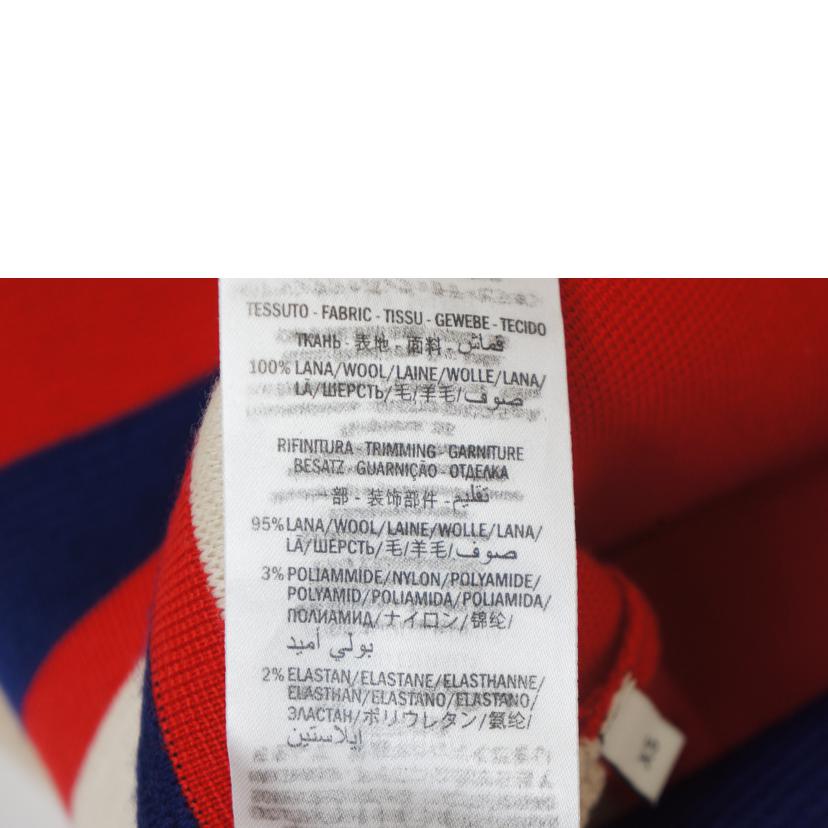 TESSUTO - FABRIC - TISSU - GEWEBE - TECIDO
ТКАНЬ - 表地 - 面料 - قماش
100% LANA/WOOL/LAINE/WOLLE/LANA/
LÃ/ШЕРСТЬ/毛/羊毛/صوف
RIFINITURA TRIMMING GARNITURE
BESATZ GUARNIÇÃO ОТДЕЛКА
一部 - 装饰部件 - تقليم
95% LANA/WOOL/LAINE/WOLLE/LANA/
LÃ/ШЕРСТЬ/毛/羊毛/صوف
3% POLIAMMIDE/NYLON/POLYAMIDE/
POLYAMID/POLIAMIDA/POLIAMIDA/
ПОЛИАМИД/ナイロン/锦纶/
بولي أميد
2% ELASTAN/ELASTANE/ELASTHANNE/
ELASTHAN/ELASTANO/ELASTANO/
ЭЛАСТАН/ポリウレタン/氨纶/
إيلاستين
XS